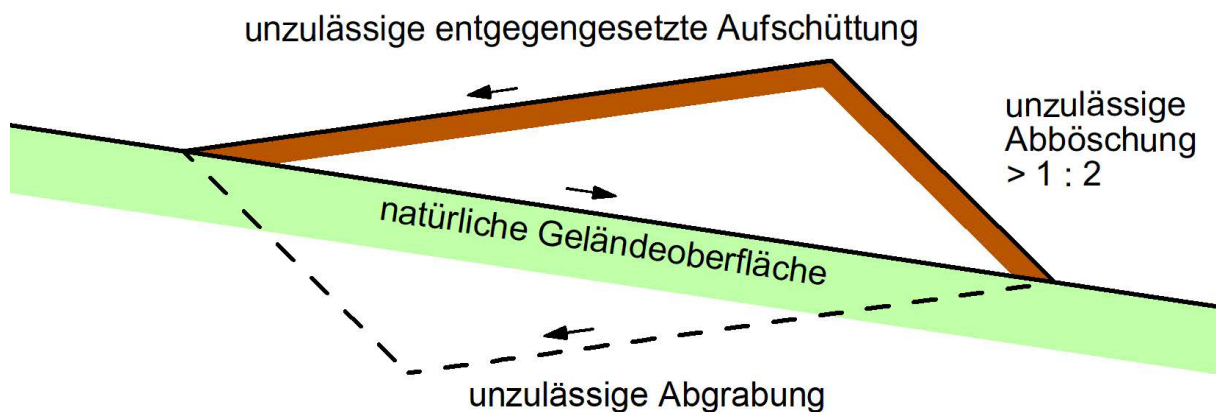 unzulässige entgegengesetzte Aufschüttung
unzulässige
Abböschung
> 1 : 2
natürliche Geländeoberfläche
unzulässige Abgrabung